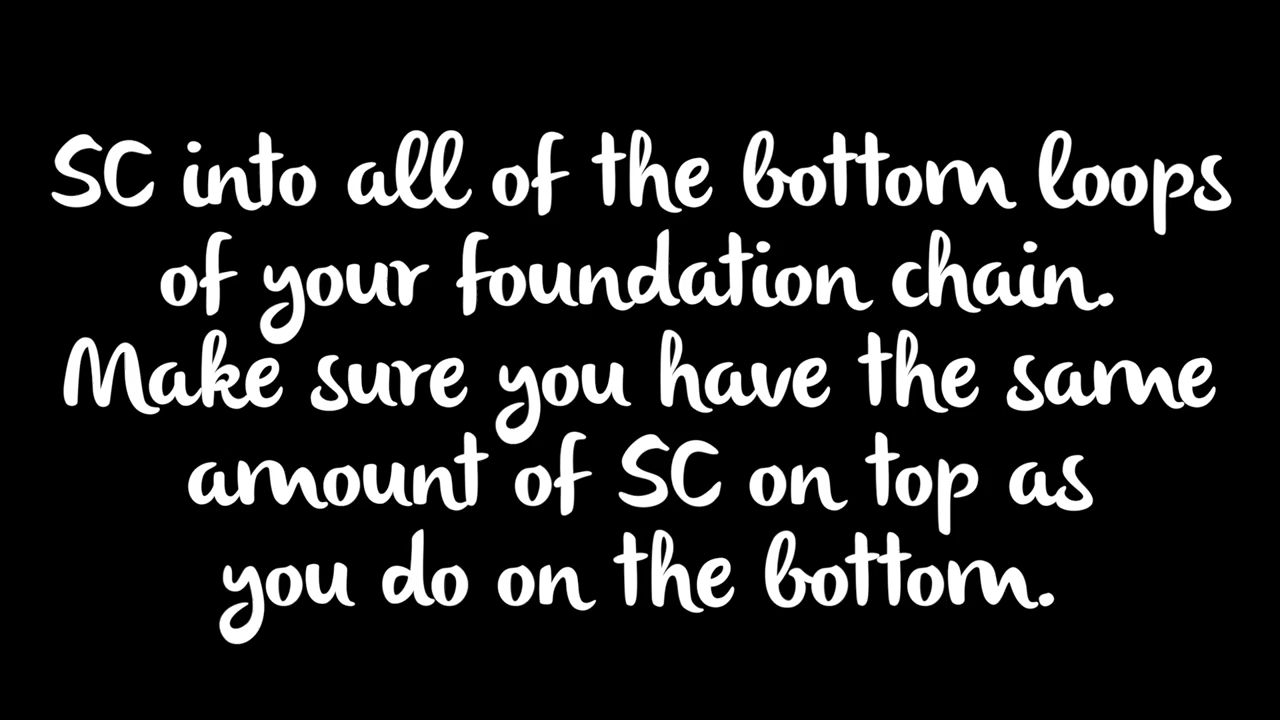 SC into all of the bottom loops
of your foundation chain.
Make sure you have the same
amount of SC on top as
you do on the bottom.